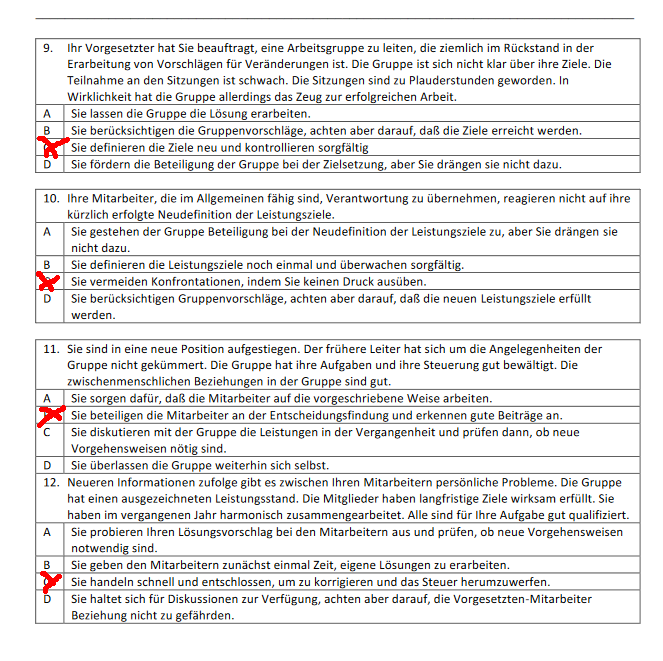 9. Ihr Vorgesetzter hat Sie beauftragt, eine Arbeitsgruppe zu leiten, die ziemlich im Rückstand in der
Erarbeitung von Vorschlägen für Veränderungen ist. Die Gruppe ist sich nicht klar über ihre Ziele. Die
Teilnahme an den Sitzungen ist schwach. Die Sitzungen sind zu Plauderstunden geworden. In
Wirklichkeit hat die Gruppe allerdings das Zeug zur erfolgreichen Arbeit.
A Sie lassen die Gruppe die Lösung erarbeiten.
B Sie berücksichtigen die Gruppenvorschläge, achten aber darauf, daß die Ziele erreicht werden.
Sie definieren die Ziele neu und kontrollieren sorgfältig
D Sie fördern die Beteiligung der Gruppe bei der Zielsetzung, aber Sie drängen sie nicht dazu.
10. Ihre Mitarbeiter, die im Allgemeinen fähig sind, Verantwortung zu übernehmen, reagieren nicht auf ihre
kürzlich erfolgte Neudefinition der Leistungsziele.
A Sie gestehen der Gruppe Beteiligung bei der Neudefinition der Leistungsziele zu, aber Sie drängen sie
nicht dazu.
B Sie definieren die Leistungsziele noch einmal und überwachen sorgfältig.
Sie vermeiden Konfrontationen, indem Sie keinen Druck ausüben.
D Sie berücksichtigen Gruppenvorschläge, achten aber darauf, daß die neuen Leistungsziele erfüllt
werden.
11. Sie sind in eine neue Position aufgestiegen. Der frühere Leiter hat sich um die Angelegenheiten der
Gruppe nicht gekümmert. Die Gruppe hat ihre Aufgaben und ihre Steuerung gut bewältigt. Die
zwischenmenschlichen Beziehungen in der Gruppe sind gut.
A Sie sorgen dafür, daß die Mitarbeiter auf die vorgeschriebene Weise arbeiten.
Sie beteiligen die Mitarbeiter an der Entscheidungsfindung und erkennen gute Beiträge an.
C Sie diskutieren mit der Gruppe die Leistungen in der Vergangenheit und prüfen dann, ob neue
Vorgehensweisen nötig sind.
D Sie überlassen die Gruppe weiterhin sich selbst.
12. Neueren Informationen zufolge gibt es zwischen Ihren Mitarbeitern persönliche Probleme. Die Gruppe
hat einen ausgezeichneten Leistungsstand. Die Mitglieder haben langfristige Ziele wirksam erfüllt. Sie
haben im vergangenen Jahr harmonisch zusammengearbeitet. Alle sind für Ihre Aufgabe gut qualifiziert.
A Sie probieren Ihren Lösungsvorschlag bei den Mitarbeitern aus und prüfen, ob neue Vorgehensweisen
notwendig sind.
B Sie geben den Mitarbeitern zunächst einmal Zeit, eigene Lösungen zu erarbeiten.
Sie handeln schnell und entschlossen, um zu korrigieren und das Steuer herumzuwerfen.
D Sie haltet sich für Diskussionen zur Verfügung, achten aber darauf, die Vorgesetzten-Mitarbeiter
Beziehung nicht zu gefährden.